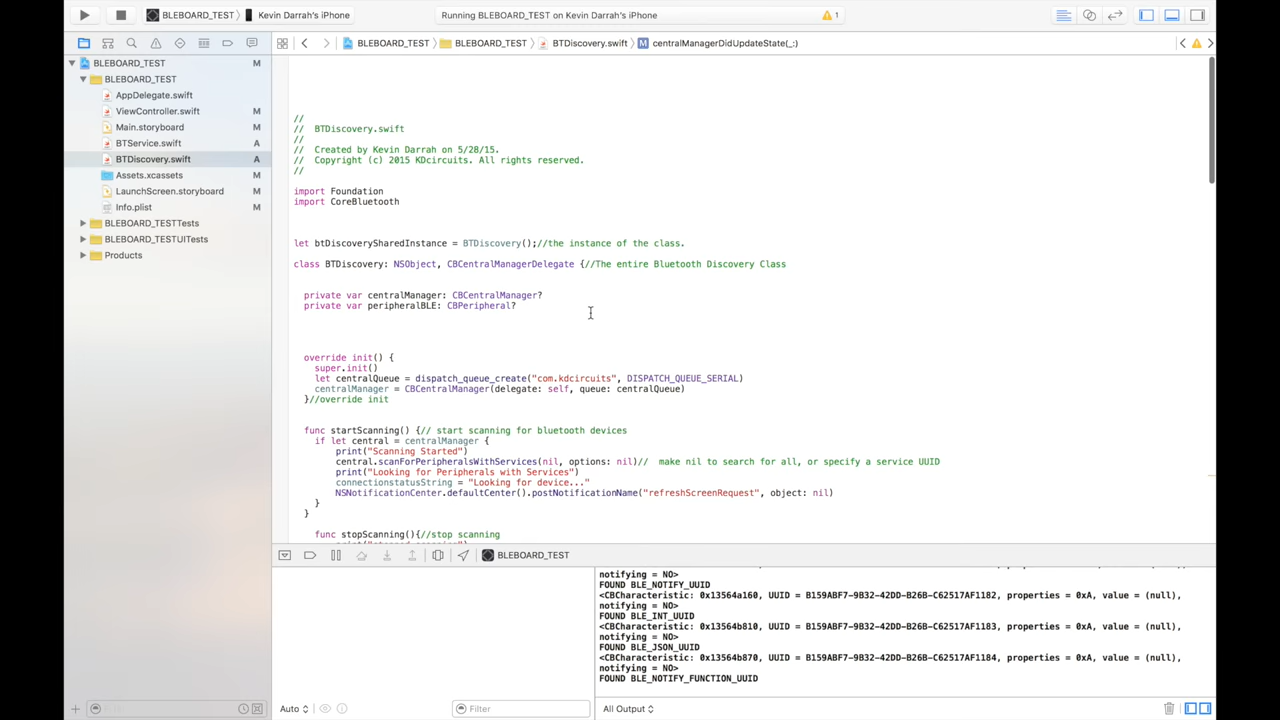 BLEBOARD_TEST 〉 Kevin Darrah's iPhone
Running BLEBOARD_TEST on Kevin Darrah's iPhone
1
BLEBOARD_TEST 〉 BLEBOARD_TEST 〉 BTDiscovery.swift 〉 M centralManagerDidUpdateState(_:)
BLEBOARD_TEST M
BLEBOARD_TEST
AppDelegate.swift
ViewController.swift M
Main.storyboard M
BTService.swift A
BTDiscovery.swift A
Assets.xcassets M
LaunchScreen.storyboard M
Info.plist M
BLEBOARD_TESTTests
BLEBOARD_TESTUITests
Products
//
// BTDiscovery.swift
//
// Created by Kevin Darrah on 5/28/15.
// Copyright (c) 2015 KDcircuits. All rights reserved.
//
import Foundation
import CoreBluetooth
let btDiscoverySharedInstance = BTDiscovery();//the instance of the class.
class BTDiscovery: NSObject, CBCentralManagerDelegate {//The entire Bluetooth Discovery Class
private var centralManager: CBCentralManager?
private var peripheralBLE: CBPeripheral?
override init() {
super.init()
let centralQueue = dispatch_queue_create("com.kdcircuits", DISPATCH_QUEUE_SERIAL)
centralManager = CBCentralManager(delegate: self, queue: centralQueue)
}//override init
func startScanning() {// start scanning for bluetooth devices
if let central = centralManager {
print("Scanning Started")
central.scanForPeripheralsWithServices(nil, options: nil)//  make nil to search for all, or specify a service UUID
print("Looking for Peripherals with Services")
connectionstatusString = "Looking for device..."
NSNotificationCenter.defaultCenter().postNotificationName("refreshScreenRequest", object: nil)
}
}
func stopScanning(){//stop scanning
BLEBOARD_TEST
notifying = NO>
FOUND BLE_NOTIFY_UUID
<CBCharacteristic: 0x13564a160, UUID = B159ABF7-9B32-42DD-B26B-C62517AF1182, properties = 0xA, value = (null),
notifying = NO>
FOUND BLE_INT_UUID
<CBCharacteristic: 0x13564b810, UUID = B159ABF7-9B32-42DD-B26B-C62517AF1183, properties = 0xA, value = (null),
notifying = NO>
FOUND BLE_JSON_UUID
<CBCharacteristic: 0x13564b870, UUID = B159ABF7-9B32-42DD-B26B-C62517AF1184, properties = 0xA, value = (null),
notifying = NO>
FOUND BLE_NOTIFY_FUNCTION_UUID
Auto
Filter
All Output